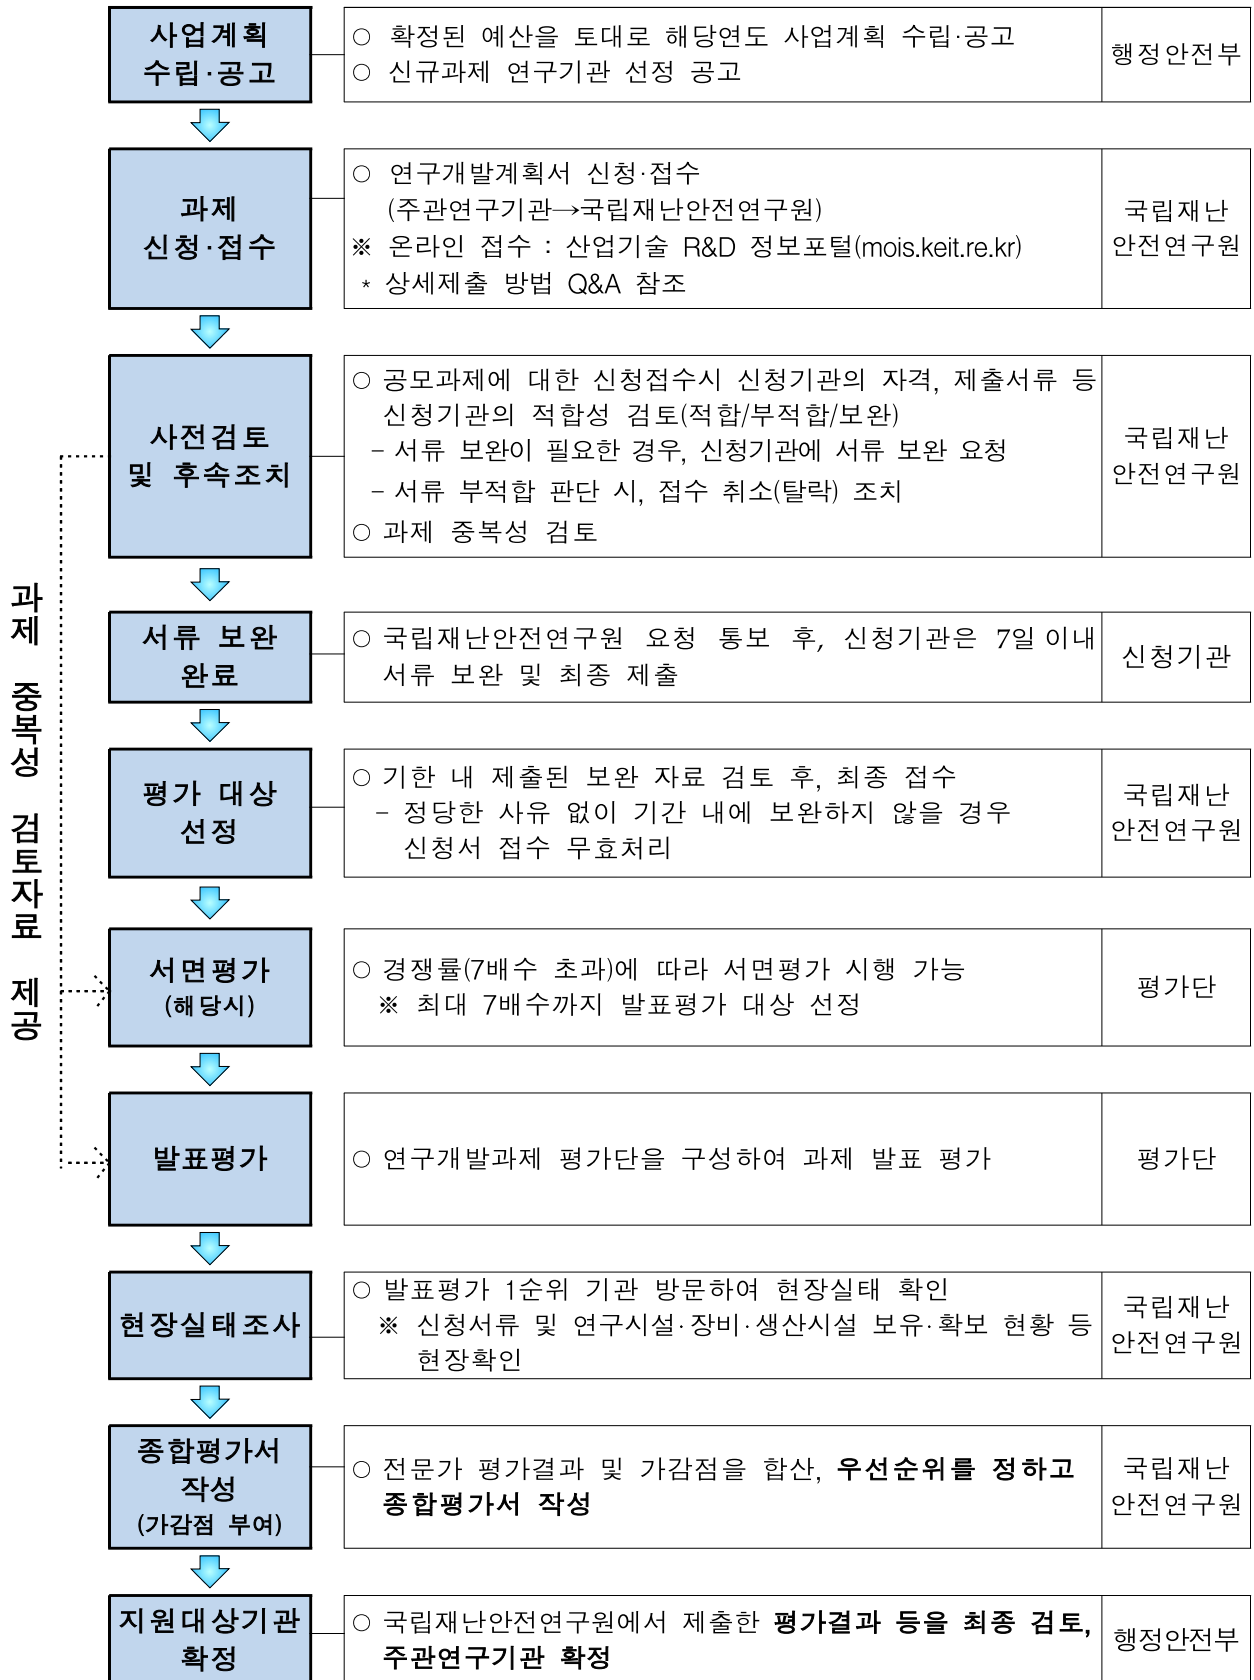 사업계획
수립·공고
○ 확정된 예산을 토대로 해당연도 사업계획 수립·공고
○ 신규과제 연구기관 선정 공고
행정안전부
과제
신청·접수
○ 연구개발계획서 신청·접수
(주관연구기관→국립재난안전연구원)
※ 온라인 접수 : 산업기술 R&D 정보포털(mois.keit.re.kr)
* 상세제출 방법 Q&A 참조
국립재난
안전연구원
사전검토
및 후속조치
○ 공모과제에 대한 신청접수시 신청기관의 자격, 제출서류 등
신청기관의 적합성 검토(적합/부적합/보완)
- 서류 보완이 필요한 경우, 신청기관에 서류 보완 요청
- 서류 부적합 판단 시, 접수 취소(탈락) 조치
○ 과제 중복성 검토
국립재난
안전연구원
과제 중복성 검토자료 제공
서류 보완
완료
○ 국립재난안전연구원 요청 통보 후, 신청기관은 7일 이내
서류 보완 및 최종 제출
신청기관
평가 대상
선정
○ 기한 내 제출된 보완 자료 검토 후, 최종 접수
- 정당한 사유 없이 기간 내에 보완하지 않을 경우
신청서 접수 무효처리
국립재난
안전연구원
서면평가
(해당시)
○ 경쟁률(7배수 초과)에 따라 서면평가 시행 가능
※ 최대 7배수까지 발표평가 대상 선정
평가단
발표평가
○ 연구개발과제 평가단을 구성하여 과제 발표 평가
평가단
현장실태조사
○ 발표평가 1순위 기관 방문하여 현장실태 확인
※ 신청서류 및 연구시설·장비·생산시설 보유·확보 현황 등
현장확인
국립재난
안전연구원
종합평가서
작성
(가감점 부여)
○ 전문가 평가결과 및 가감점을 합산, 우선순위를 정하고
종합평가서 작성
국립재난
안전연구원
지원대상기관
확정
○ 국립재난안전연구원에서 제출한 평가결과 등을 최종 검토,
주관연구기관 확정
행정안전부